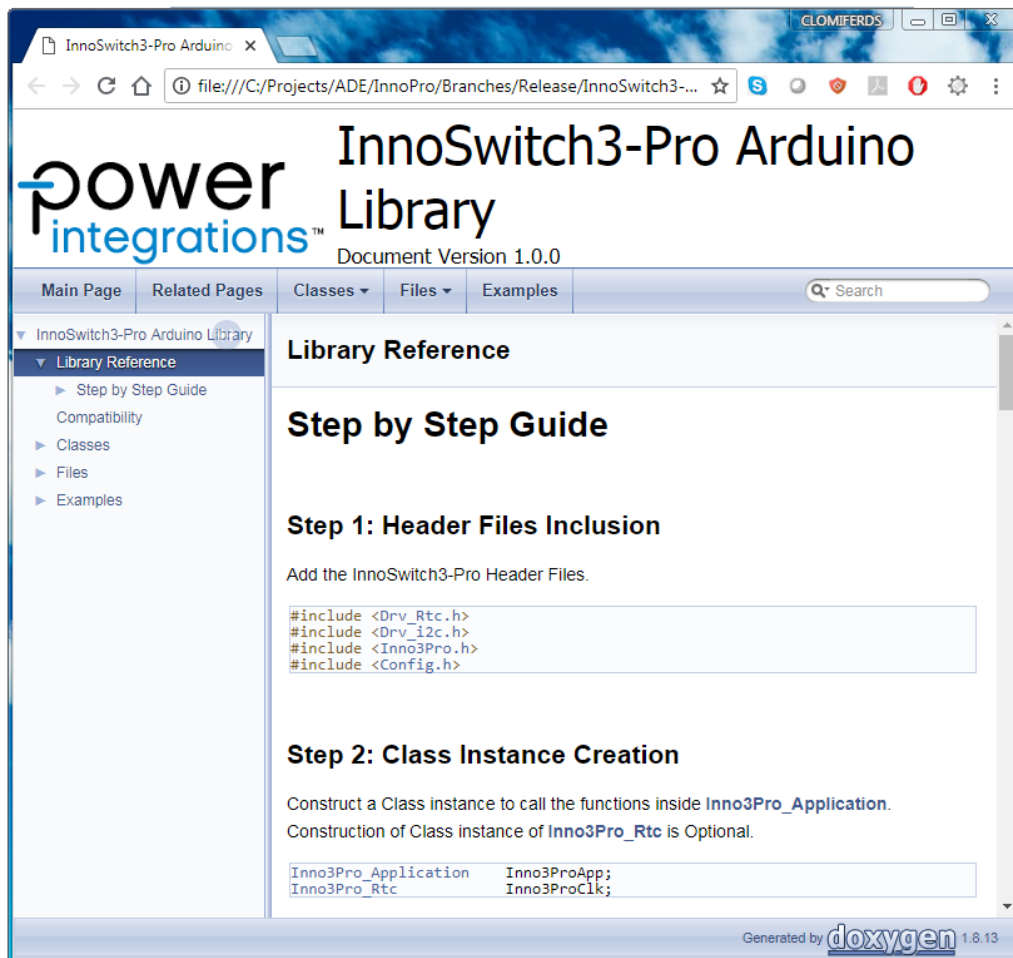 CLOMIFERDS
InnoSwitch3-Pro Arduino
file:///C:/Projects/ADE/InnoPro/Branches/Release/InnoSwitch3-...
power
integrations™
InnoSwitch3-Pro Arduino
Library
Document Version 1.0.0
Main Page Related Pages Classes Files Examples Search
InnoSwitch3-Pro Arduino Library
Library Reference
Step by Step Guide
Compatibility
Classes
Files
Examples
Library Reference
Step by Step Guide
Step 1: Header Files Inclusion
Add the InnoSwitch3-Pro Header Files.
#include <Drv_Rtc.h>
#include <Drv_i2c.h>
#include <Inno3Pro.h>
#include <Config.h>
Step 2: Class Instance Creation
Construct a Class instance to call the functions inside Inno3Pro_Application.
Construction of Class instance of Inno3Pro_Rtc is Optional.
Inno3Pro_Application Inno3ProApp;
Inno3Pro_Rtc Inno3ProClk;
Generated by doxygen 1.8.13